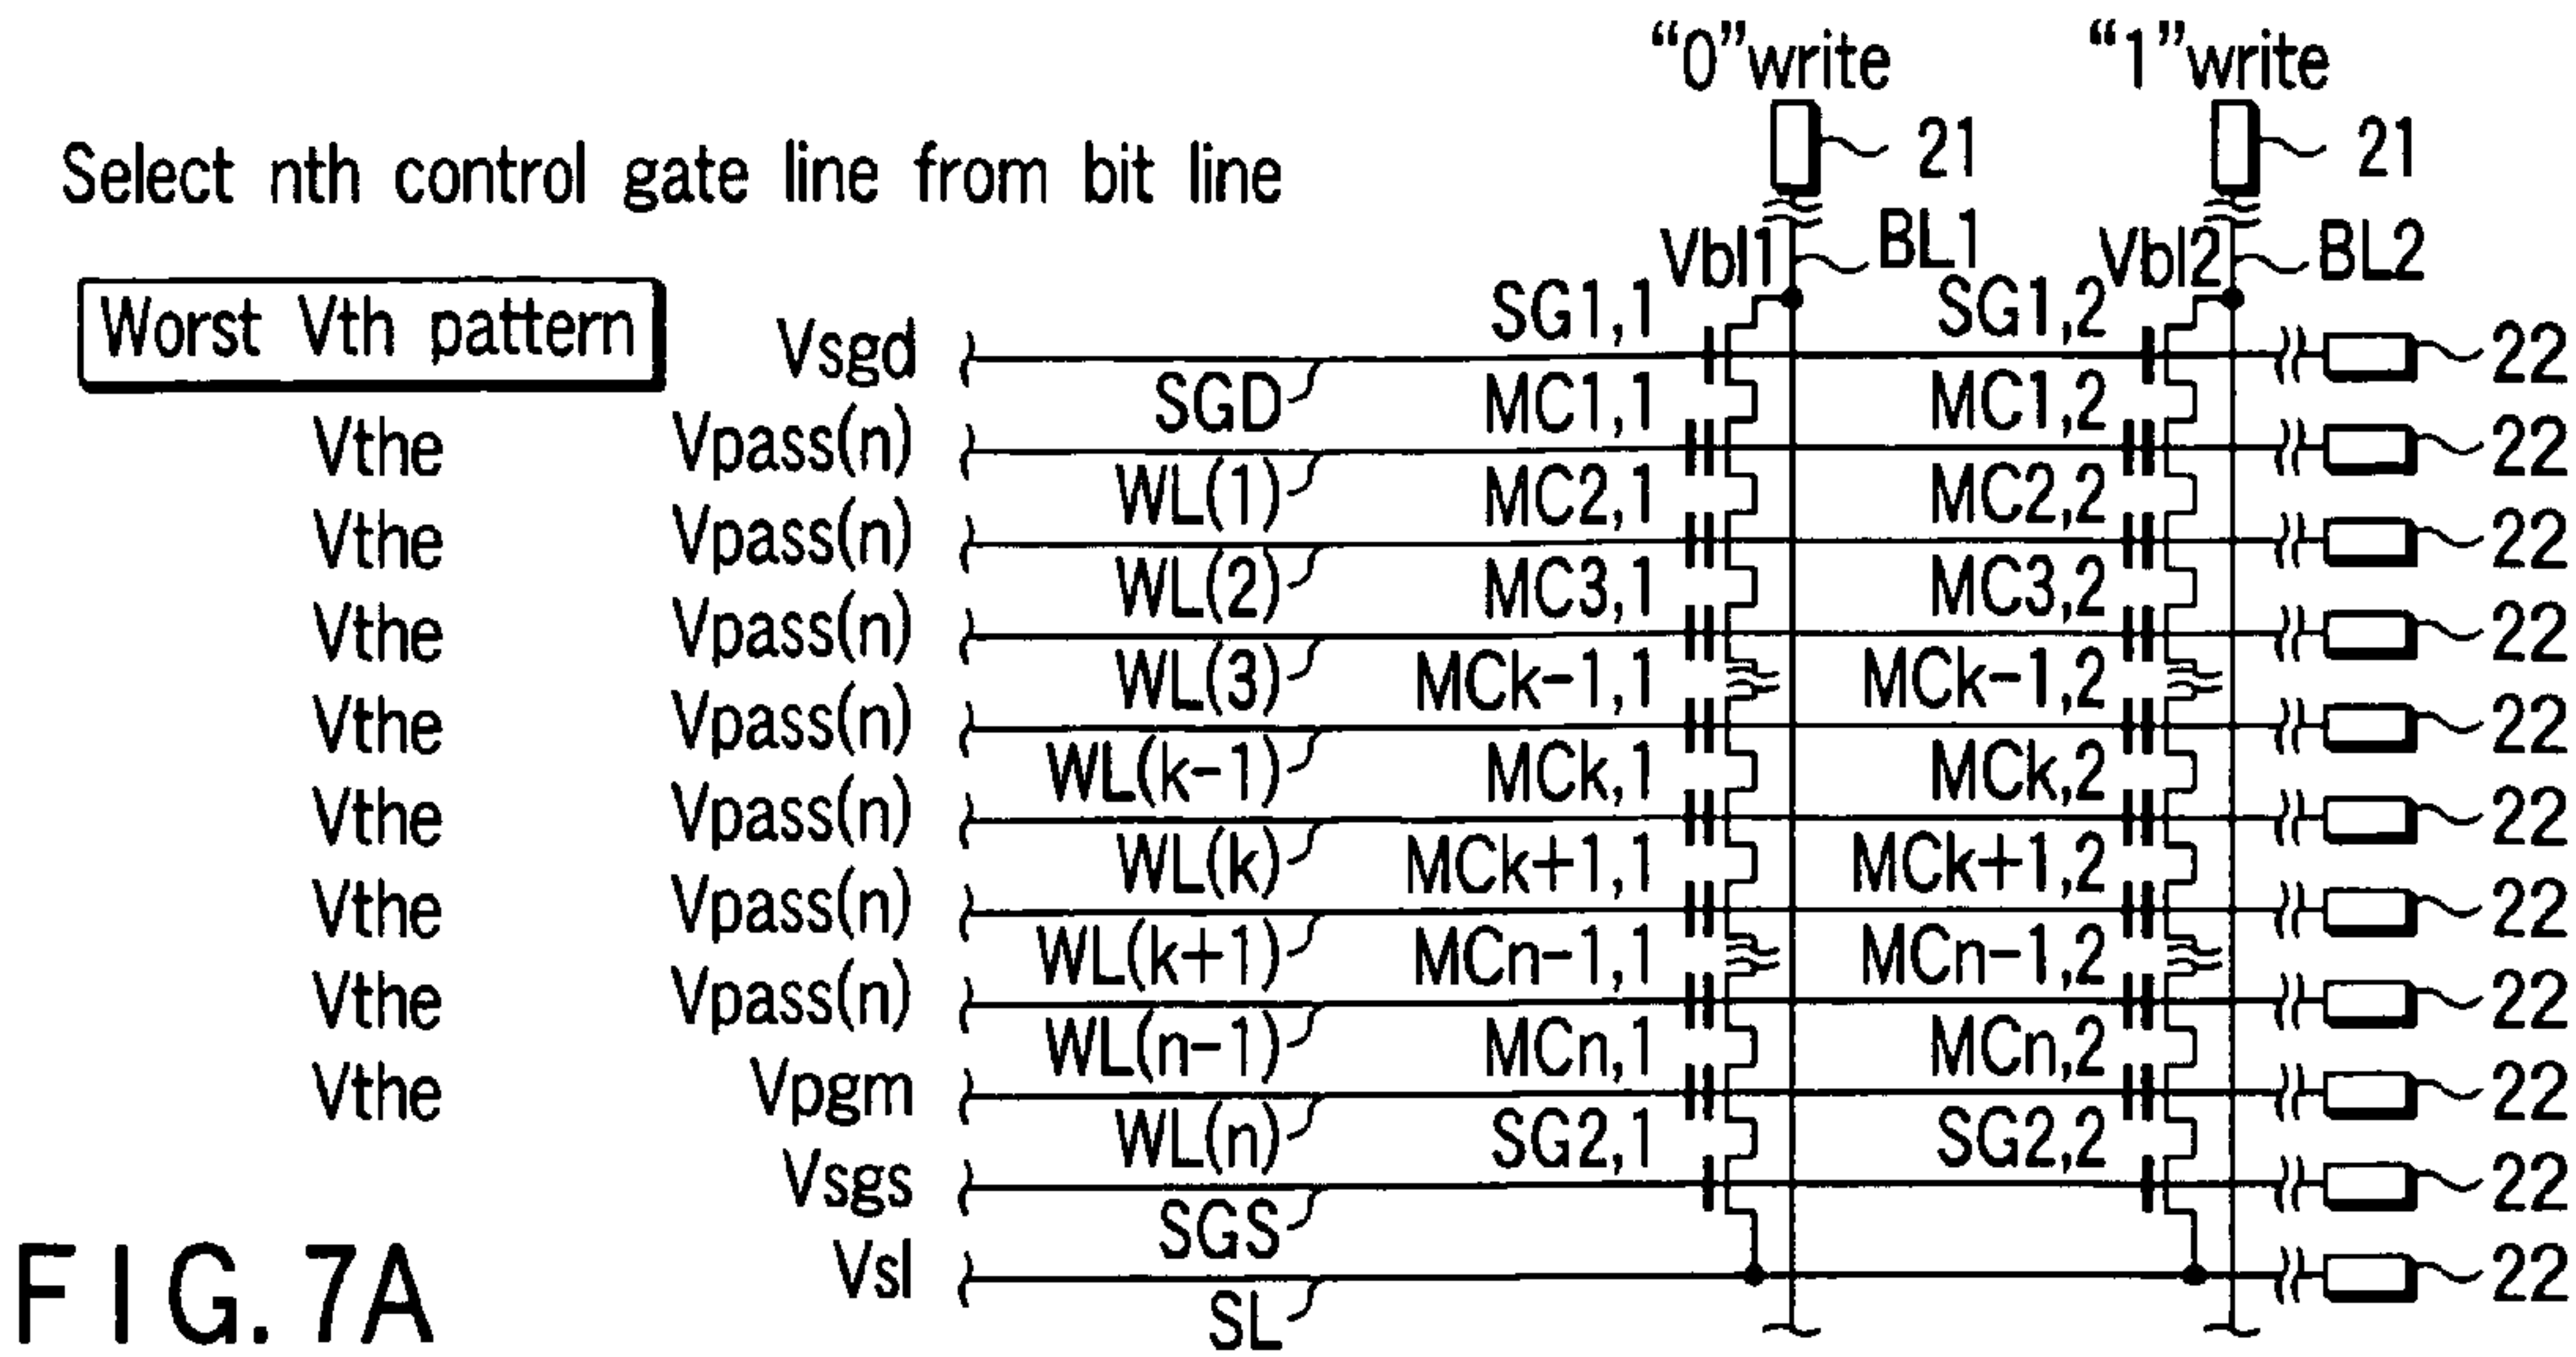 “0”write “1”write
21 21
Select nth control gate line from bit line
Vbl1 BL1 Vbl2 BL2
Worst Vth pattern
SG1,1 SG1,2
Vsgd 22
SGD MC1,1 MC1,2
Vthe Vpass(n) 22
WL(1) MC2,1 MC2,2
Vthe Vpass(n) 22
WL(2) MC3,1 MC3,2
Vthe Vpass(n) 22
WL(3) MCk-1,1 MCk-1,2
Vthe Vpass(n) 22
WL(k-1) MCk,1 MCk,2
Vthe Vpass(n) 22
WL(k) MCk+1,1 MCk+1,2
Vthe Vpass(n) 22
WL(k+1) MCn-1,1 MCn-1,2
Vthe Vpass(n) 22
WL(n-1) MCn,1 MCn,2
Vthe Vpgm 22
WL(n) SG2,1 SG2,2
Vsgs 22
SGS
Vsl 22
SL
FIG. 7A